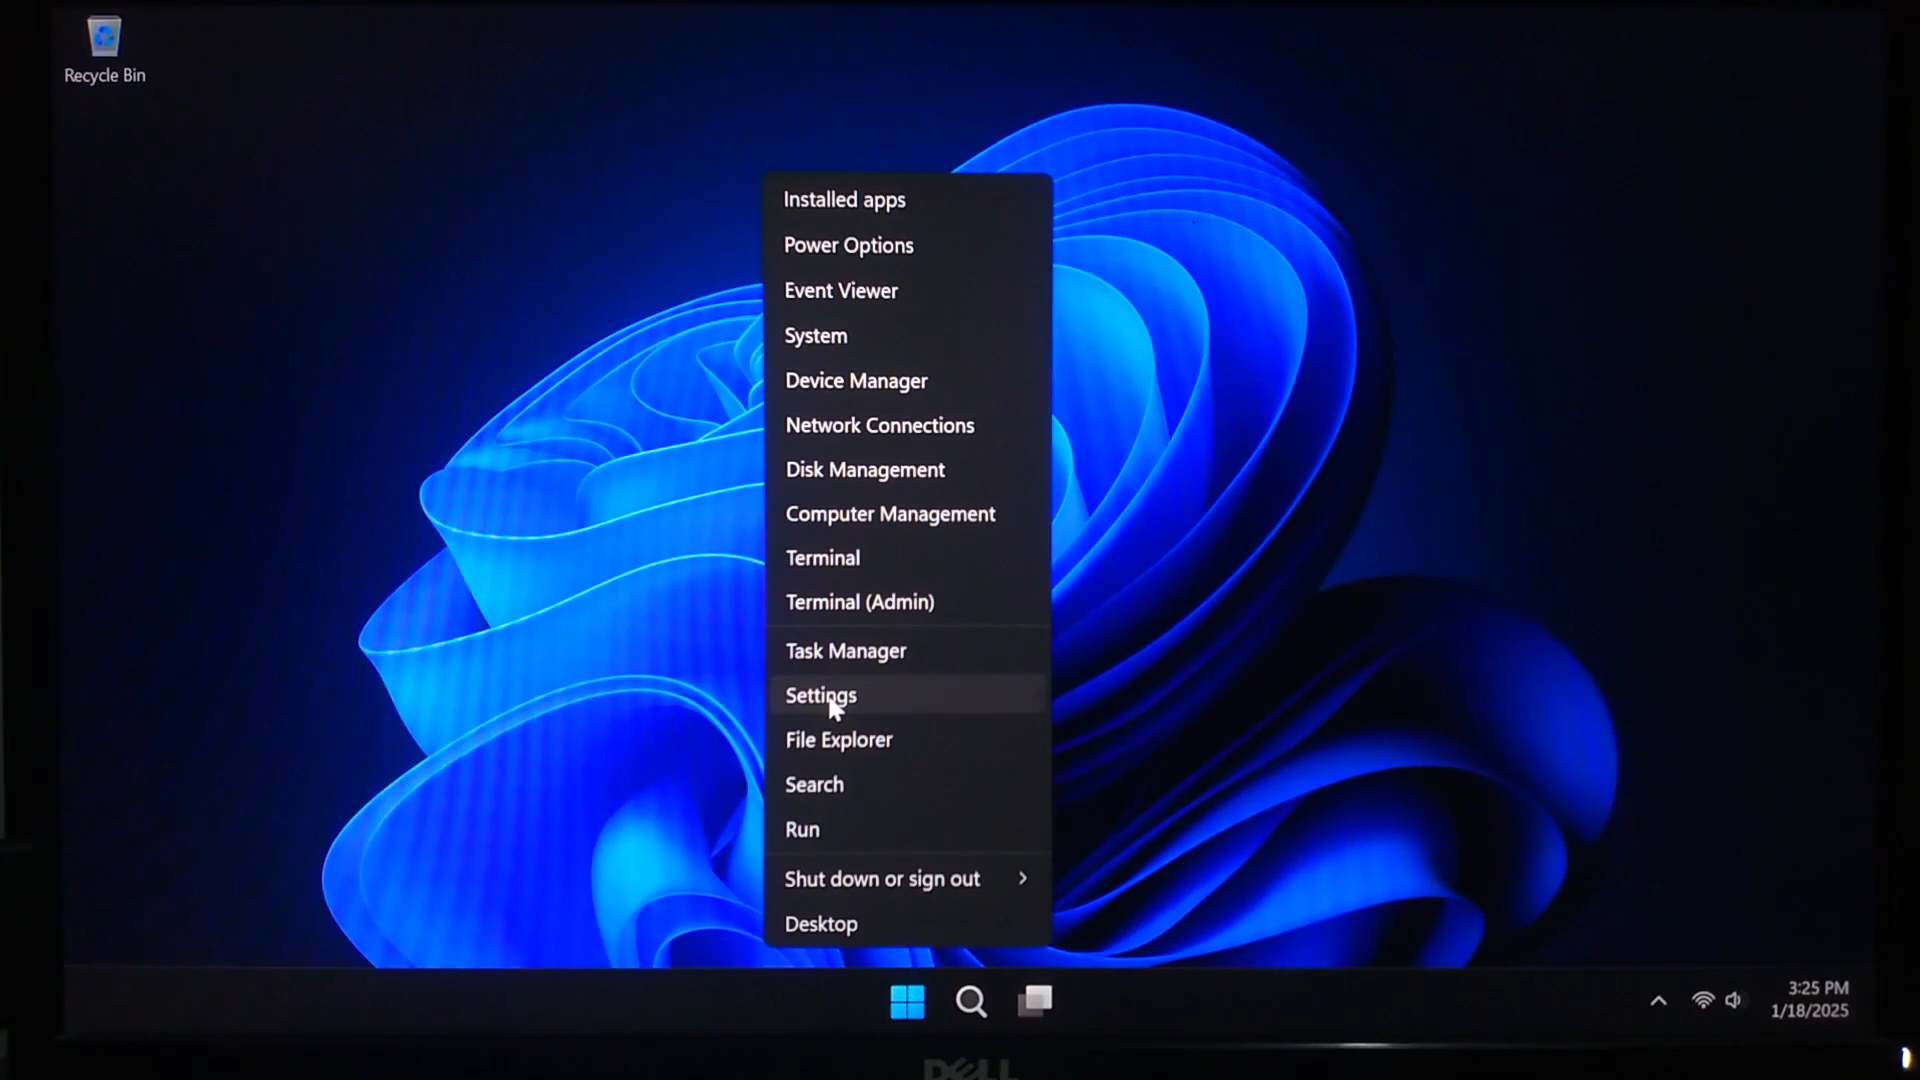 Recycle Bin
Installed apps
Power Options
Event Viewer
System
Device Manager
Network Connections
Disk Management
Computer Management
Terminal
Terminal (Admin)
Task Manager
Settings
File Explorer
Search
Run
Shut down or sign out
Desktop
3:25 PM
1/18/2025
DELL